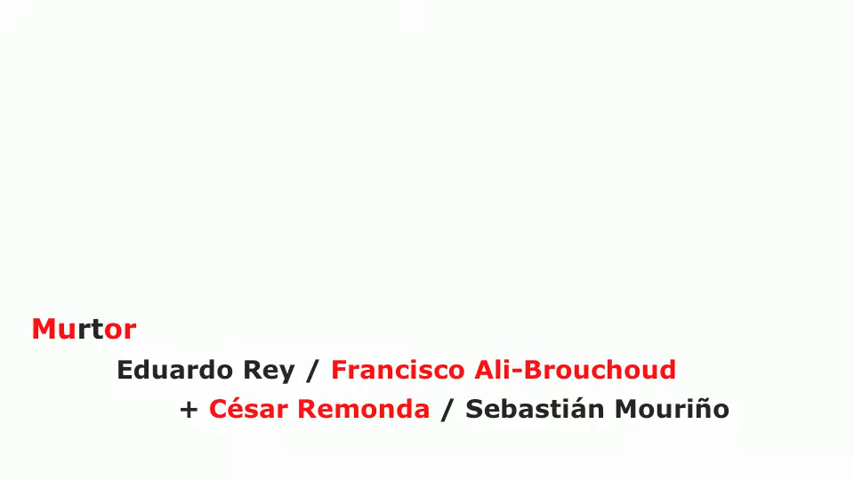 Murtor
Eduardo Rey / Francisco Ali-Brouchoud
+ César Remonda / Sebastián Mouriño